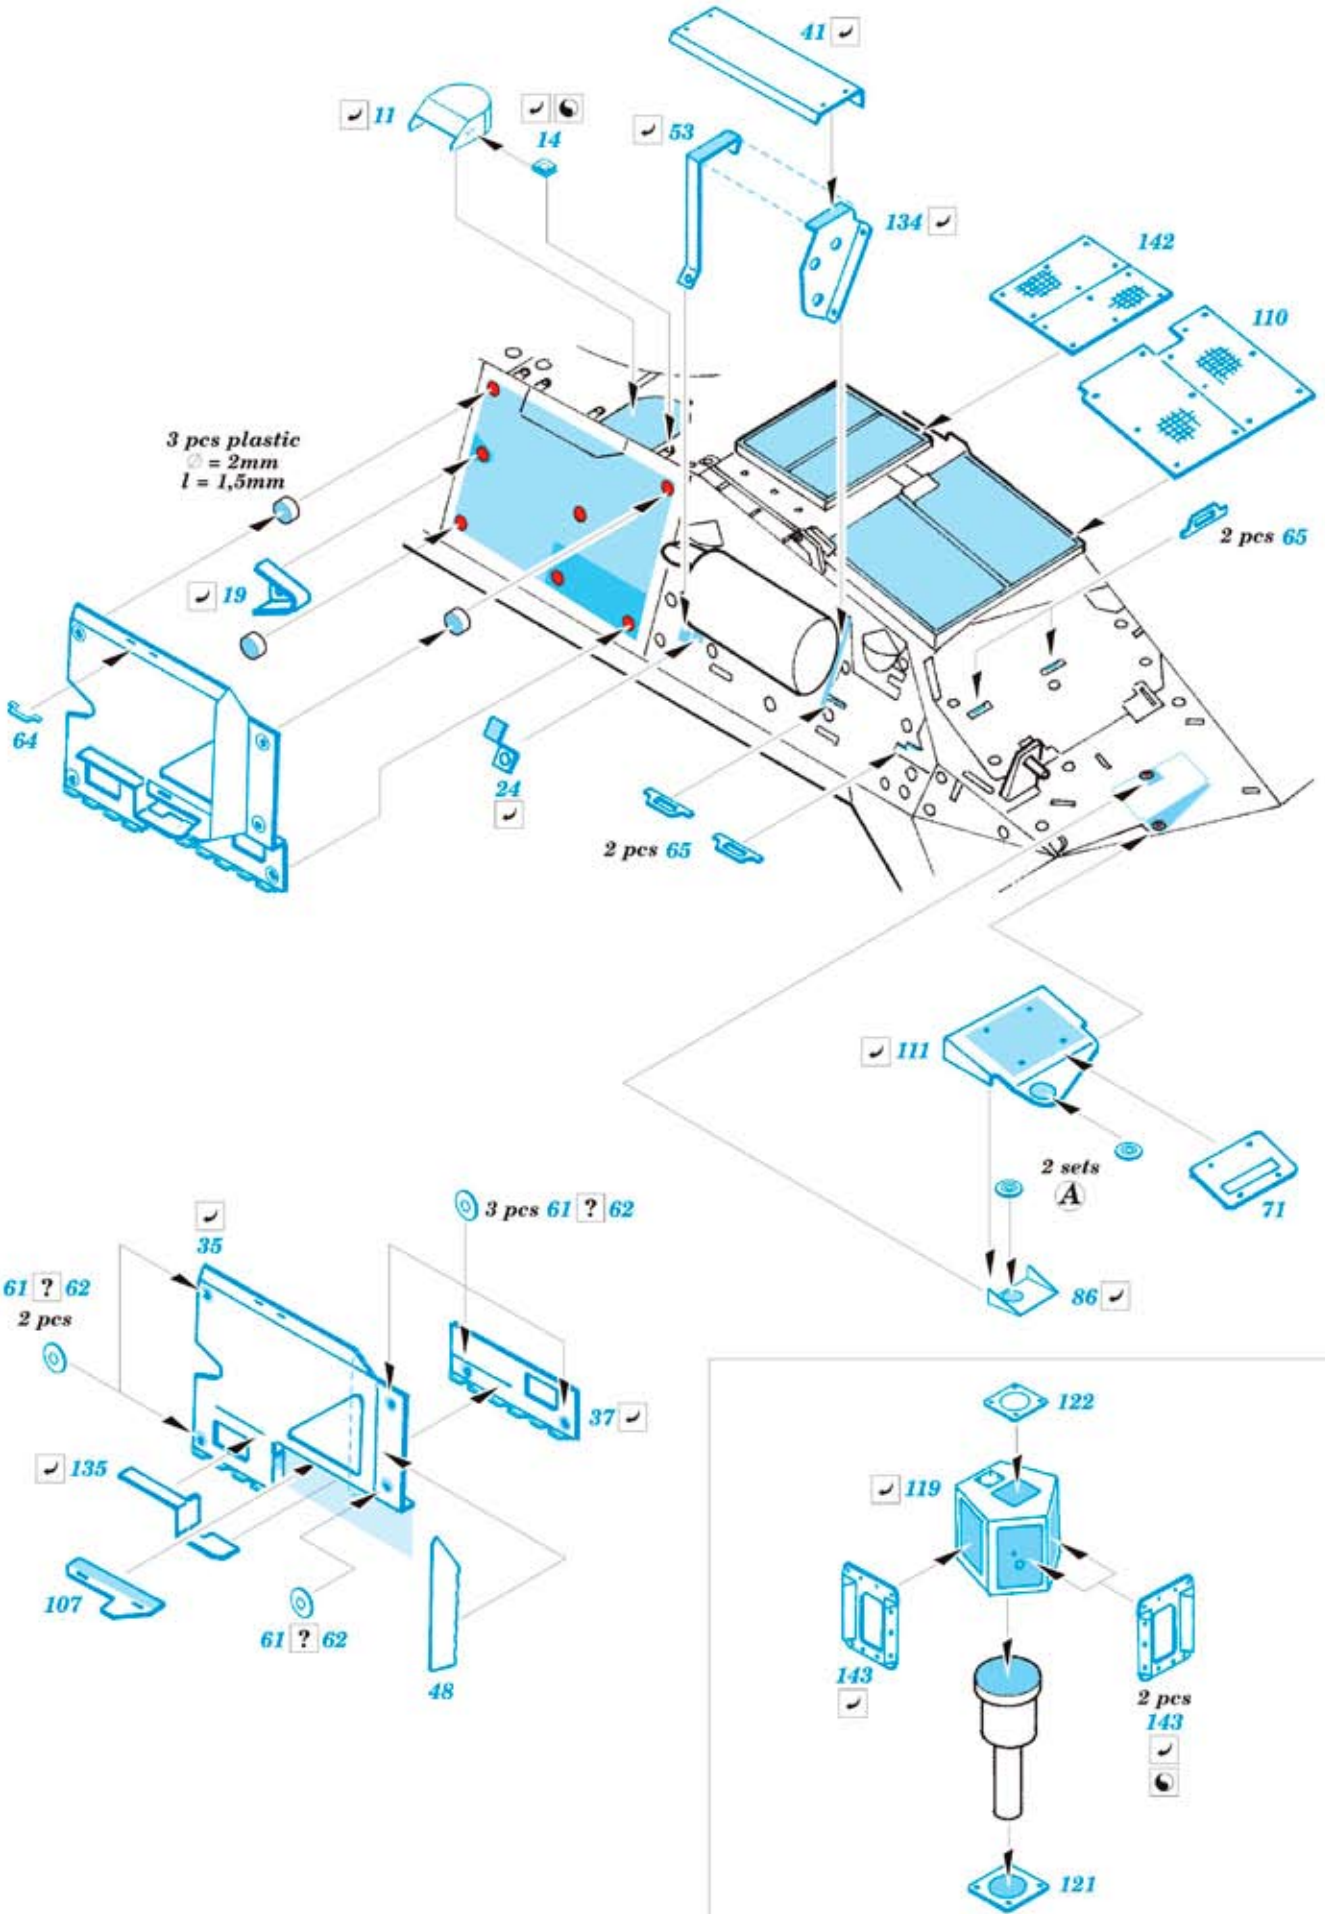 41
11
14
53
134
142
110
3 pcs plastic
∅ = 2mm
l = 1,5mm
2 pcs 65
19
64
24
2 pcs 65
111
2 sets
A
71
3 pcs 61 ? 62
35
61 ? 62
2 pcs
86
37
122
135
119
107
61 ? 62
143
48
2 pcs
143
121